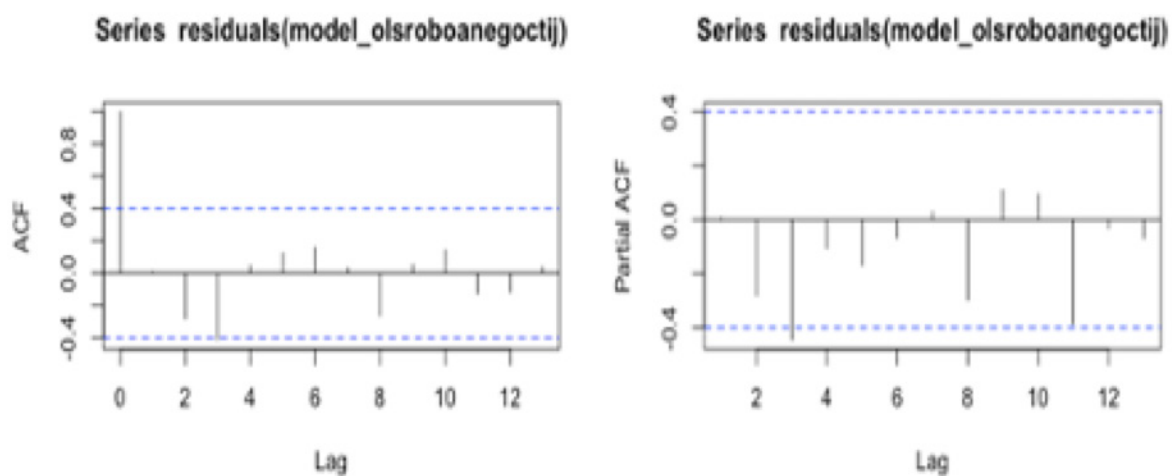 Series residuals(model_olsroboanegoctij)
ACF
0.8
0.4
0.0
-0.4
0 2 4 6 8 10 12
Lag
Series residuals(model_olsroboanegoctij)
Partial ACF
0.4
0.0
-0.4
2 4 6 8 10 12
Lag